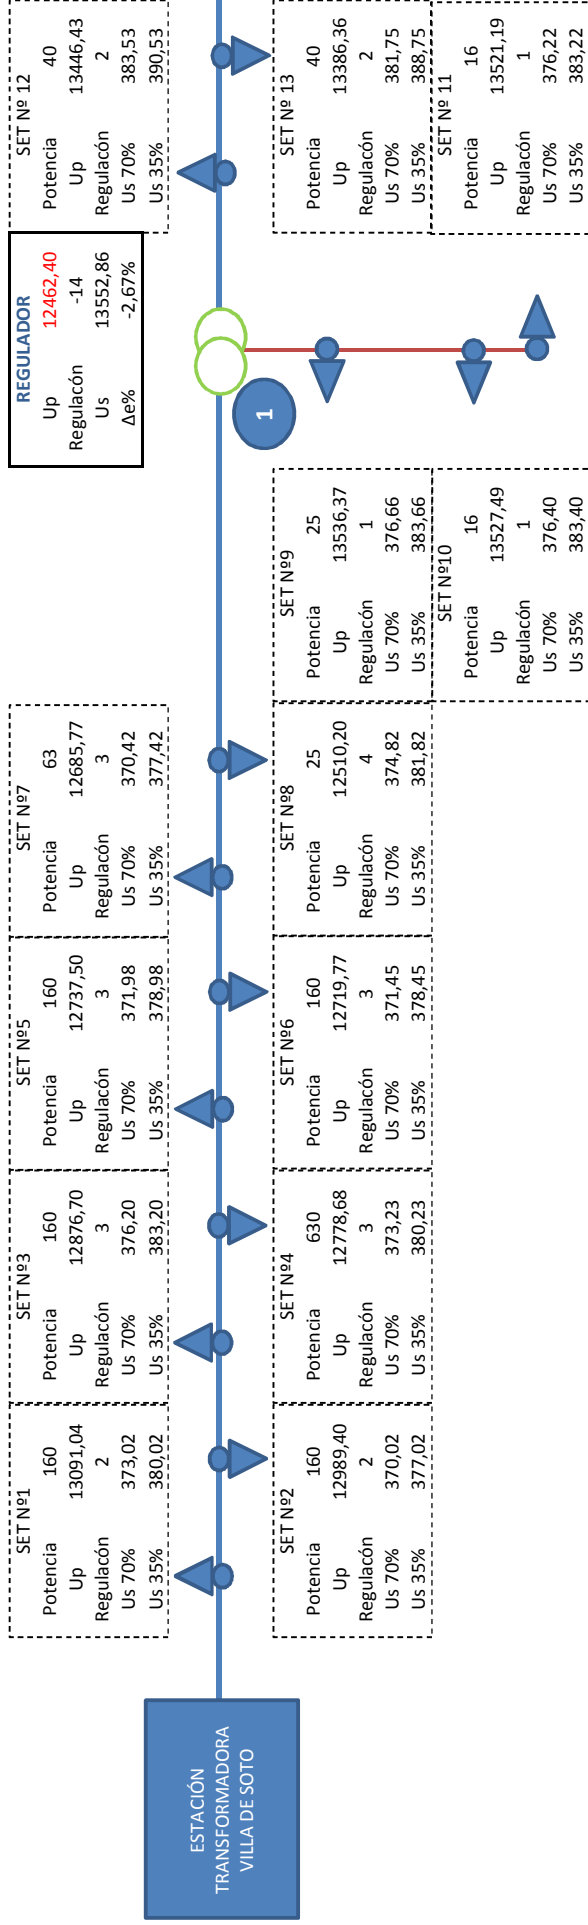 ESTACIÓN
TRANSFORMADORA
VILLA DE SOTO
SET Nº1
Potencia 160
Up 13091,04
Regulacón 2
Us 70% 373,02
Us 35% 380,02
SET Nº3
Potencia 160
Up 12876,70
Regulacón 3
Us 70% 376,20
Us 35% 383,20
SET Nº5
Potencia 160
Up 12737,50
Regulacón 3
Us 70% 371,98
Us 35% 378,98
SET Nº7
Potencia 63
Up 12685,77
Regulacón 3
Us 70% 370,42
Us 35% 377,42
REGULADOR
Up 12462,40
Regulacón -14
Us 13552,86
Δe% -2,67%
SET Nº 12
Potencia 40
Up 13446,43
Regulacón 2
Us 70% 383,53
Us 35% 390,53
1
SET Nº2
Potencia 160
Up 12989,40
Regulacón 2
Us 70% 370,02
Us 35% 377,02
SET Nº4
Potencia 630
Up 12778,68
Regulacón 3
Us 70% 373,23
Us 35% 380,23
SET Nº6
Potencia 160
Up 12719,77
Regulacón 3
Us 70% 371,45
Us 35% 378,45
SET Nº8
Potencia 25
Up 12510,20
Regulacón 4
Us 70% 374,82
Us 35% 381,82
SET Nº9
Potencia 25
Up 13536,37
Regulacón 1
Us 70% 376,66
Us 35% 383,66
SET Nº 13
Potencia 40
Up 13386,36
Regulacón 2
Us 70% 381,75
Us 35% 388,75
SET Nº10
Potencia 16
Up 13527,49
Regulacón 1
Us 70% 376,40
Us 35% 383,40
SET Nº 11
Potencia 16
Up 13521,19
Regulacón 1
Us 70% 376,22
Us 35% 383,22